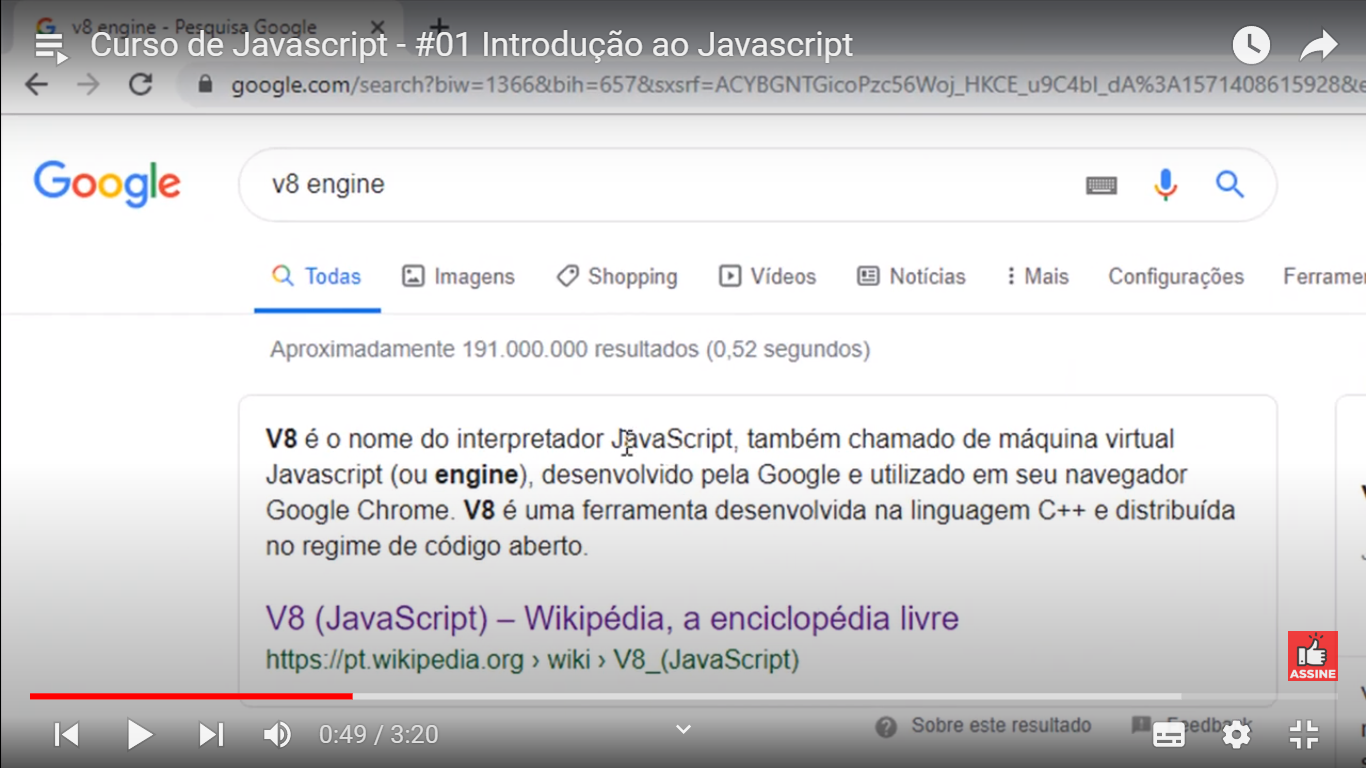 v8 engine - Pesquisa Google
Curso de Javascript - #01 Introdução ao Javascript
google.com/search?biw=1366&bih=657&sxsrf=ACYBGNTGicoPzc56Woj_HKCE_u9C4bI_dA%3A1571408615928&e
Google
v8 engine
Todas Imagens Shopping Vídeos Notícias Mais Configurações Ferramen
Aproximadamente 191.000.000 resultados (0,52 segundos)
V8 é o nome do interpretador JavaScript, também chamado de máquina virtual
Javascript (ou engine), desenvolvido pela Google e utilizado em seu navegador
Google Chrome. V8 é uma ferramenta desenvolvida na linguagem C++ e distribuída
no regime de código aberto.
V8 (JavaScript) – Wikipédia, a enciclopédia livre
https://pt.wikipedia.org › wiki › V8_(JavaScript)
ASSINE
0:49 / 3:20
Sobre este resultado Feedback